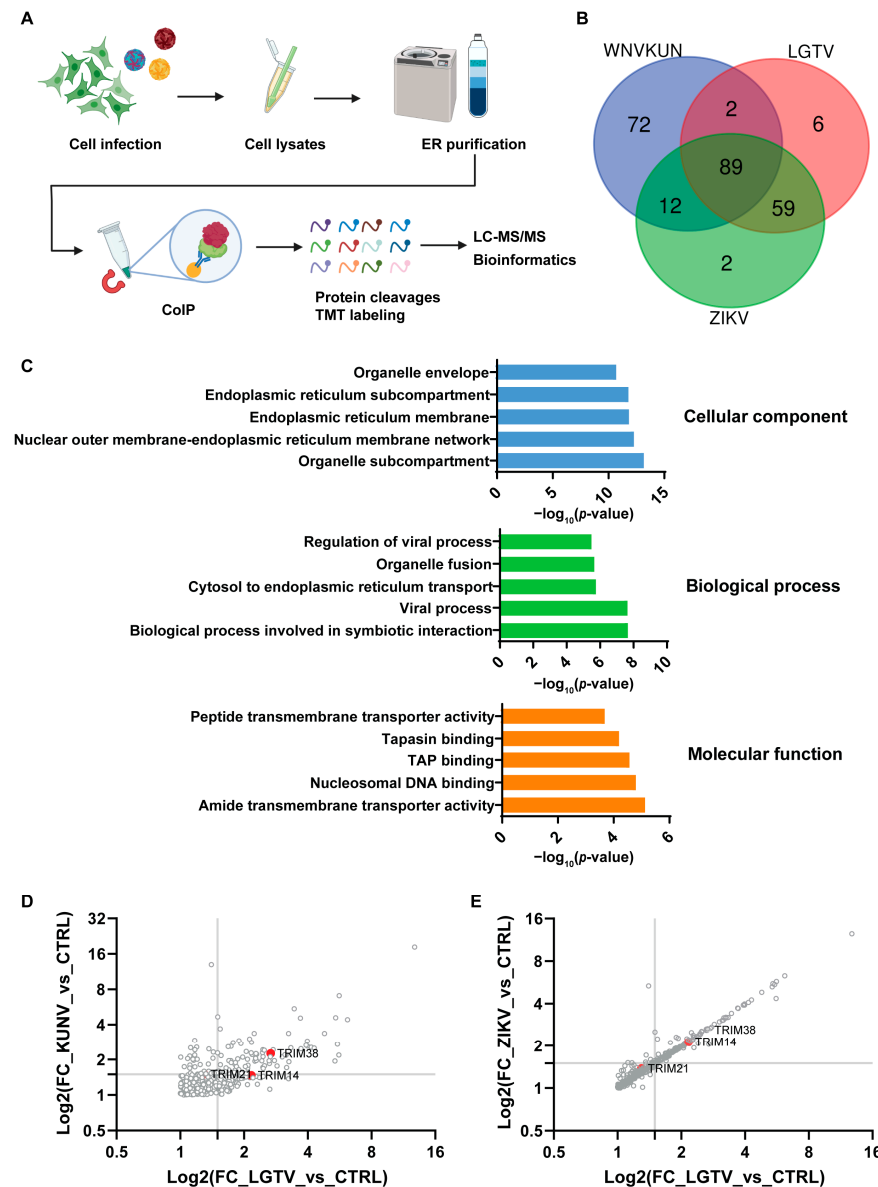 A
Cell infection
Cell lysates
ER purification
CoIP
Protein cleavages
TMT labeling
LC-MS/MS
Bioinformatics
B
WNVKUN
LGTV
72
2
6
89
12
59
2
ZIKV
C
Organelle envelope
Endoplasmic reticulum subcompartment
Endoplasmic reticulum membrane
Nuclear outer membrane-endoplasmic reticulum membrane network
Organelle subcompartment
0 5 10 15
−log10(p-value)
Cellular component
Regulation of viral process
Organelle fusion
Cytosol to endoplasmic reticulum transport
Viral process
Biological process involved in symbiotic interaction
0 2 4 6 8 10
−log10(p-value)
Biological process
Peptide transmembrane transporter activity
Tapasin binding
TAP binding
Nucleosomal DNA binding
Amide transmembrane transporter activity
0 2 4 6
−log10(p-value)
Molecular function
D
Log2(FC_KUNV_vs_CTRL)
32
16
8
4
2
1
0.5
TRIM38
TRIM21
TRIM14
0.5 1 2 4 8 16
Log2(FC_LGTV_vs_CTRL)
E
Log2(FC_ZIKV_vs_CTRL)
16
8
4
2
1
0.5
TRIM38
TRIM14
TRIM21
0.5 1 2 4 8 16
Log2(FC_LGTV_vs_CTRL)